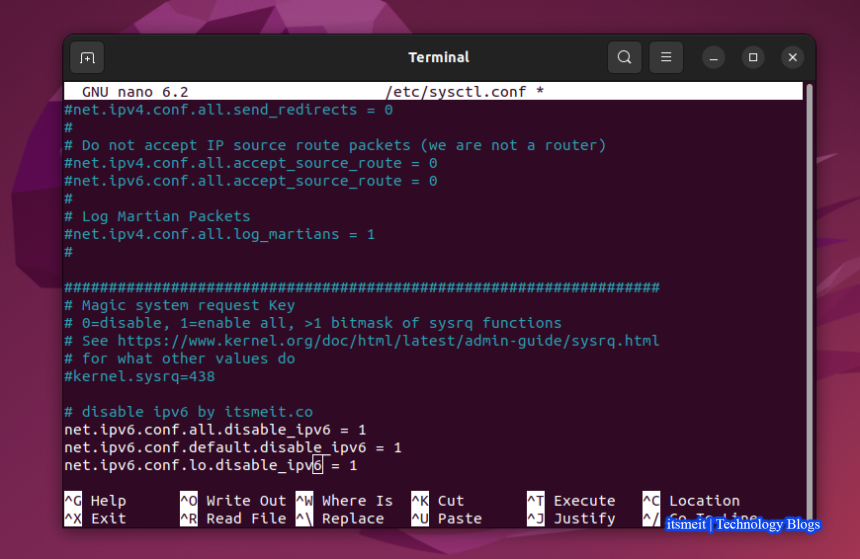 Terminal
GNU nano 6.2 /etc/sysctl.conf *
#net.ipv4.conf.all.send_redirects = 0
#
# Do not accept IP source route packets (we are not a router)
#net.ipv4.conf.all.accept_source_route = 0
#net.ipv6.conf.all.accept_source_route = 0
#
# Log Martian Packets
#net.ipv4.conf.all.log_martians = 1
#
###################################################################
# Magic system request Key
# 0=disable, 1=enable all, >1 bitmask of sysrq functions
# See https://www.kernel.org/doc/html/latest/admin-guide/sysrq.html
# for what other values do
#kernel.sysrq=438
# disable ipv6 by itsmeit.co
net.ipv6.conf.all.disable_ipv6 = 1
net.ipv6.conf.default.disable_ipv6 = 1
net.ipv6.conf.lo.disable_ipv6 = 1
^G Help ^O Write Out ^W Where Is ^K Cut ^T Execute ^C Location
^X Exit ^R Read File ^\ Replace ^U Paste ^J Justify ^/ Go To Line
itsmeit | Technology Blogs